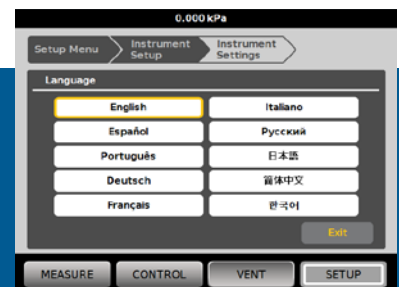 0.000 kPa
Setup Menu
Instrument
Setup
Instrument
Settings
Language
English
Italiano
Español
Русский
Português
日本語
Deutsch
简体中文
Français
한국어
Exit
MEASURE
CONTROL
VENT
SETUP